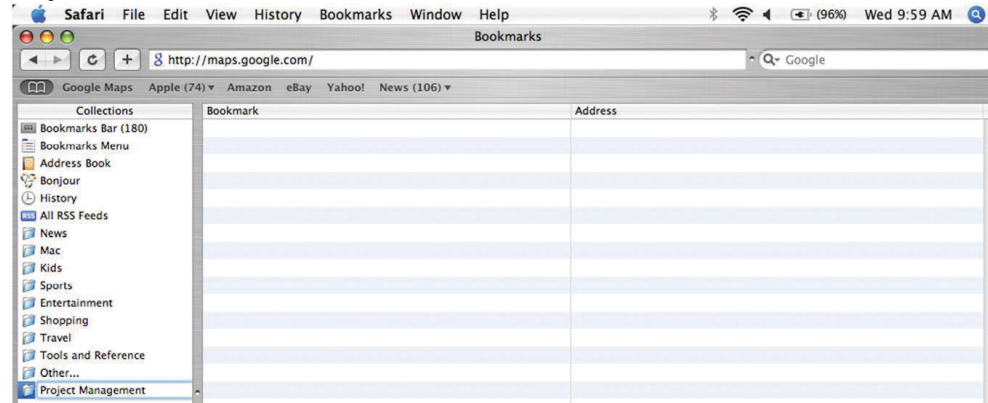 Safari File Edit View History Bookmarks Window Help (96%) Wed 9:59 AM
Bookmarks
http://maps.google.com/ Google
Google Maps Apple (74) Amazon eBay Yahoo! News (106)
Collections Bookmark Address
Bookmarks Bar (180)
Bookmarks Menu
Address Book
Bonjour
History
RSS All RSS Feeds
News
Mac
Kids
Sports
Entertainment
Shopping
Travel
Tools and Reference
Other...
Project Management